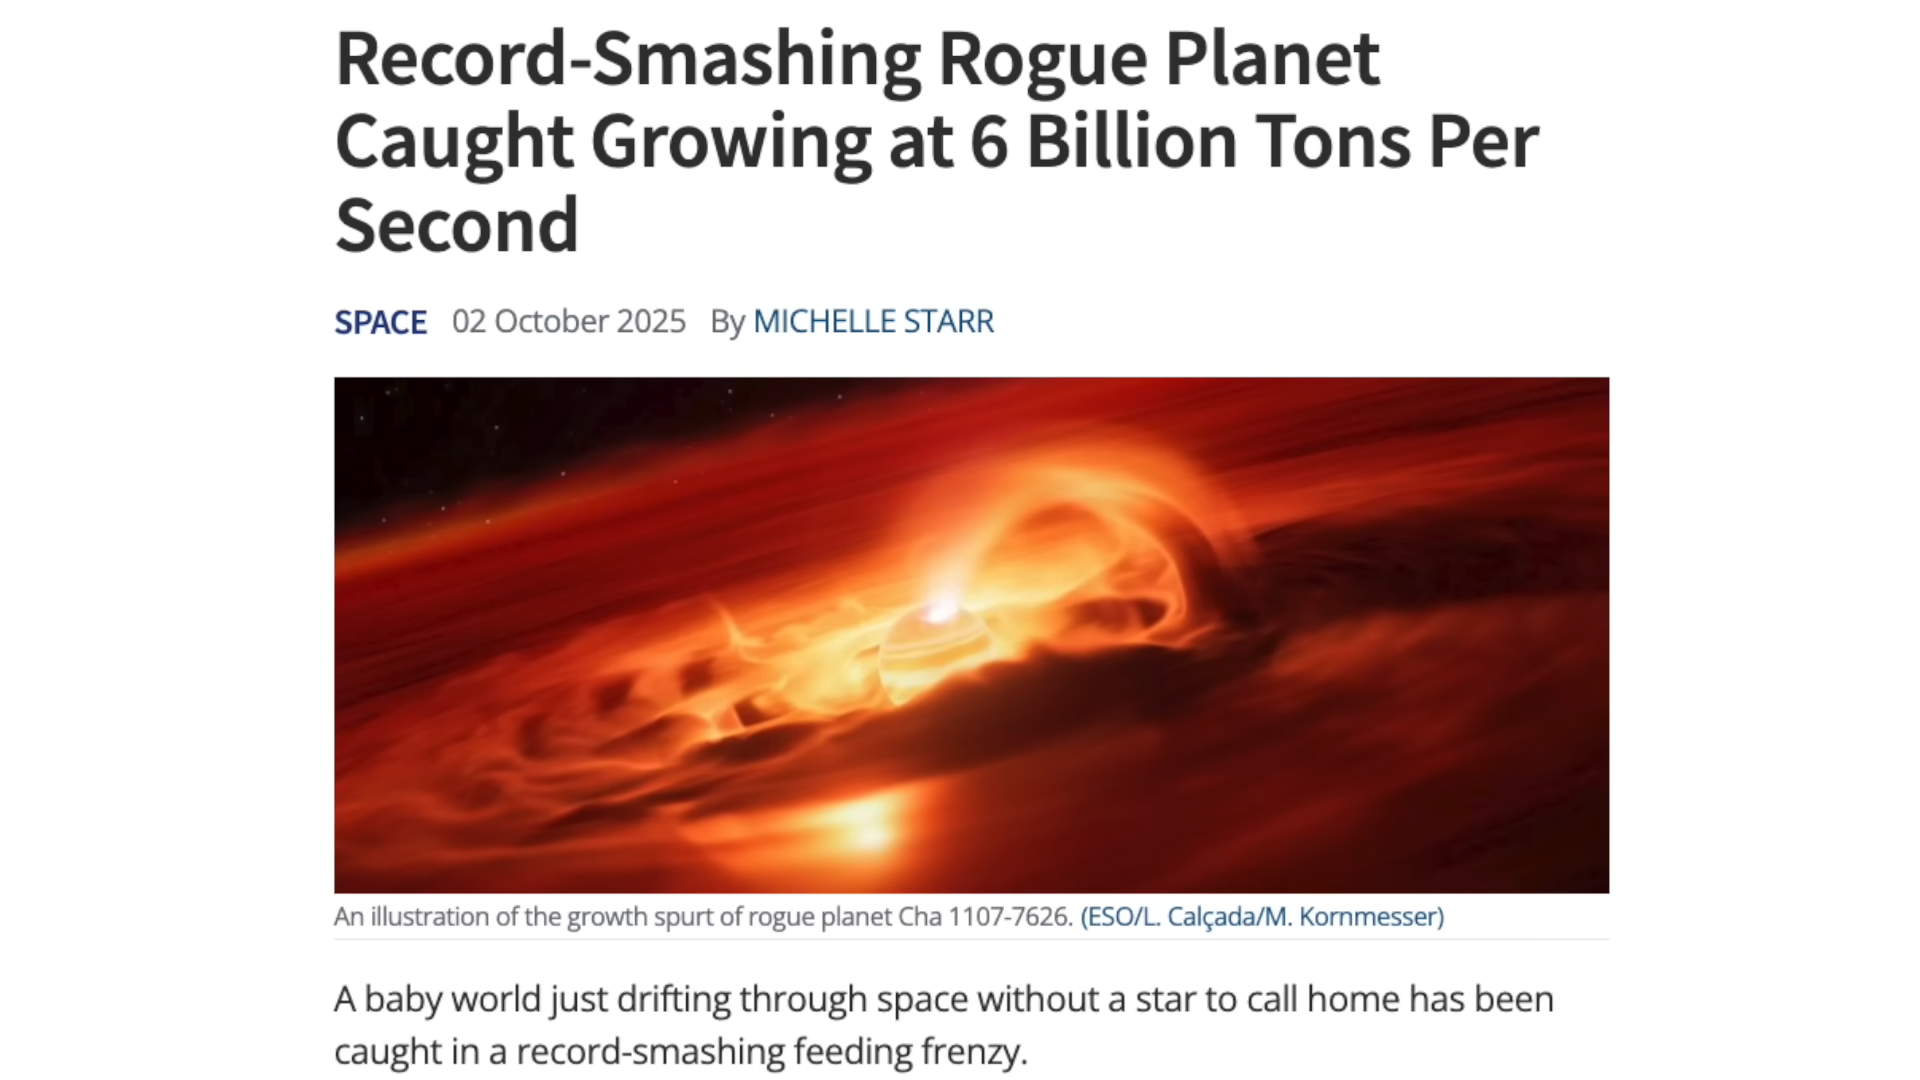 Record-Smashing Rogue Planet
Caught Growing at 6 Billion Tons Per
Second
SPACE 02 October 2025 By MICHELLE STARR
An illustration of the growth spurt of rogue planet Cha 1107-7626. (ESO/L. Calçada/M. Kornmesser)
A baby world just drifting through space without a star to call home has been
caught in a record-smashing feeding frenzy.